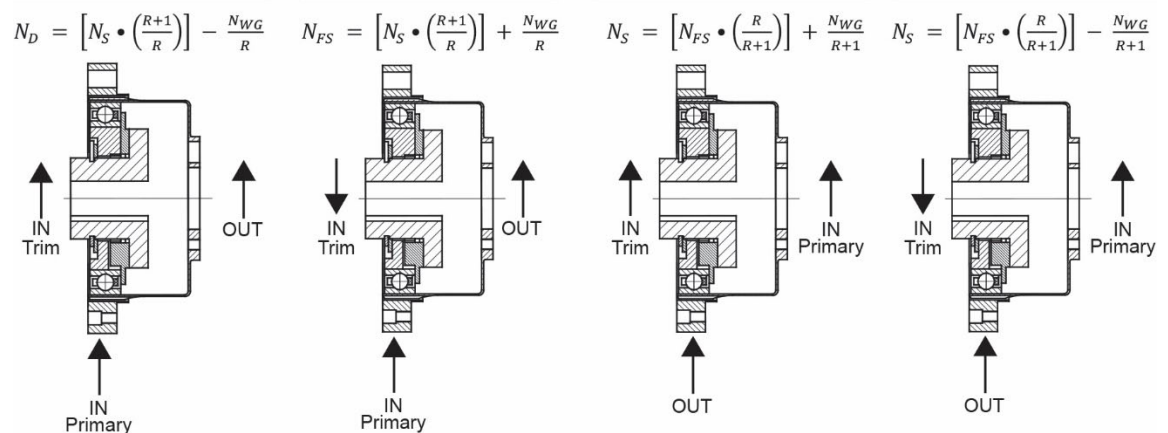 N_D = [N_S • (R+1/R)] − N_WG/R
N_FS = [N_S • (R+1/R)] + N_WG/R
N_S = [N_FS • (R/R+1)] + N_WG/R+1
N_S = [N_FS • (R/R+1)] − N_WG/R+1
IN
Trim
OUT
IN
Primary
IN
Trim
OUT
IN
Primary
IN
Trim
IN
Primary
OUT
IN
Trim
IN
Primary
OUT